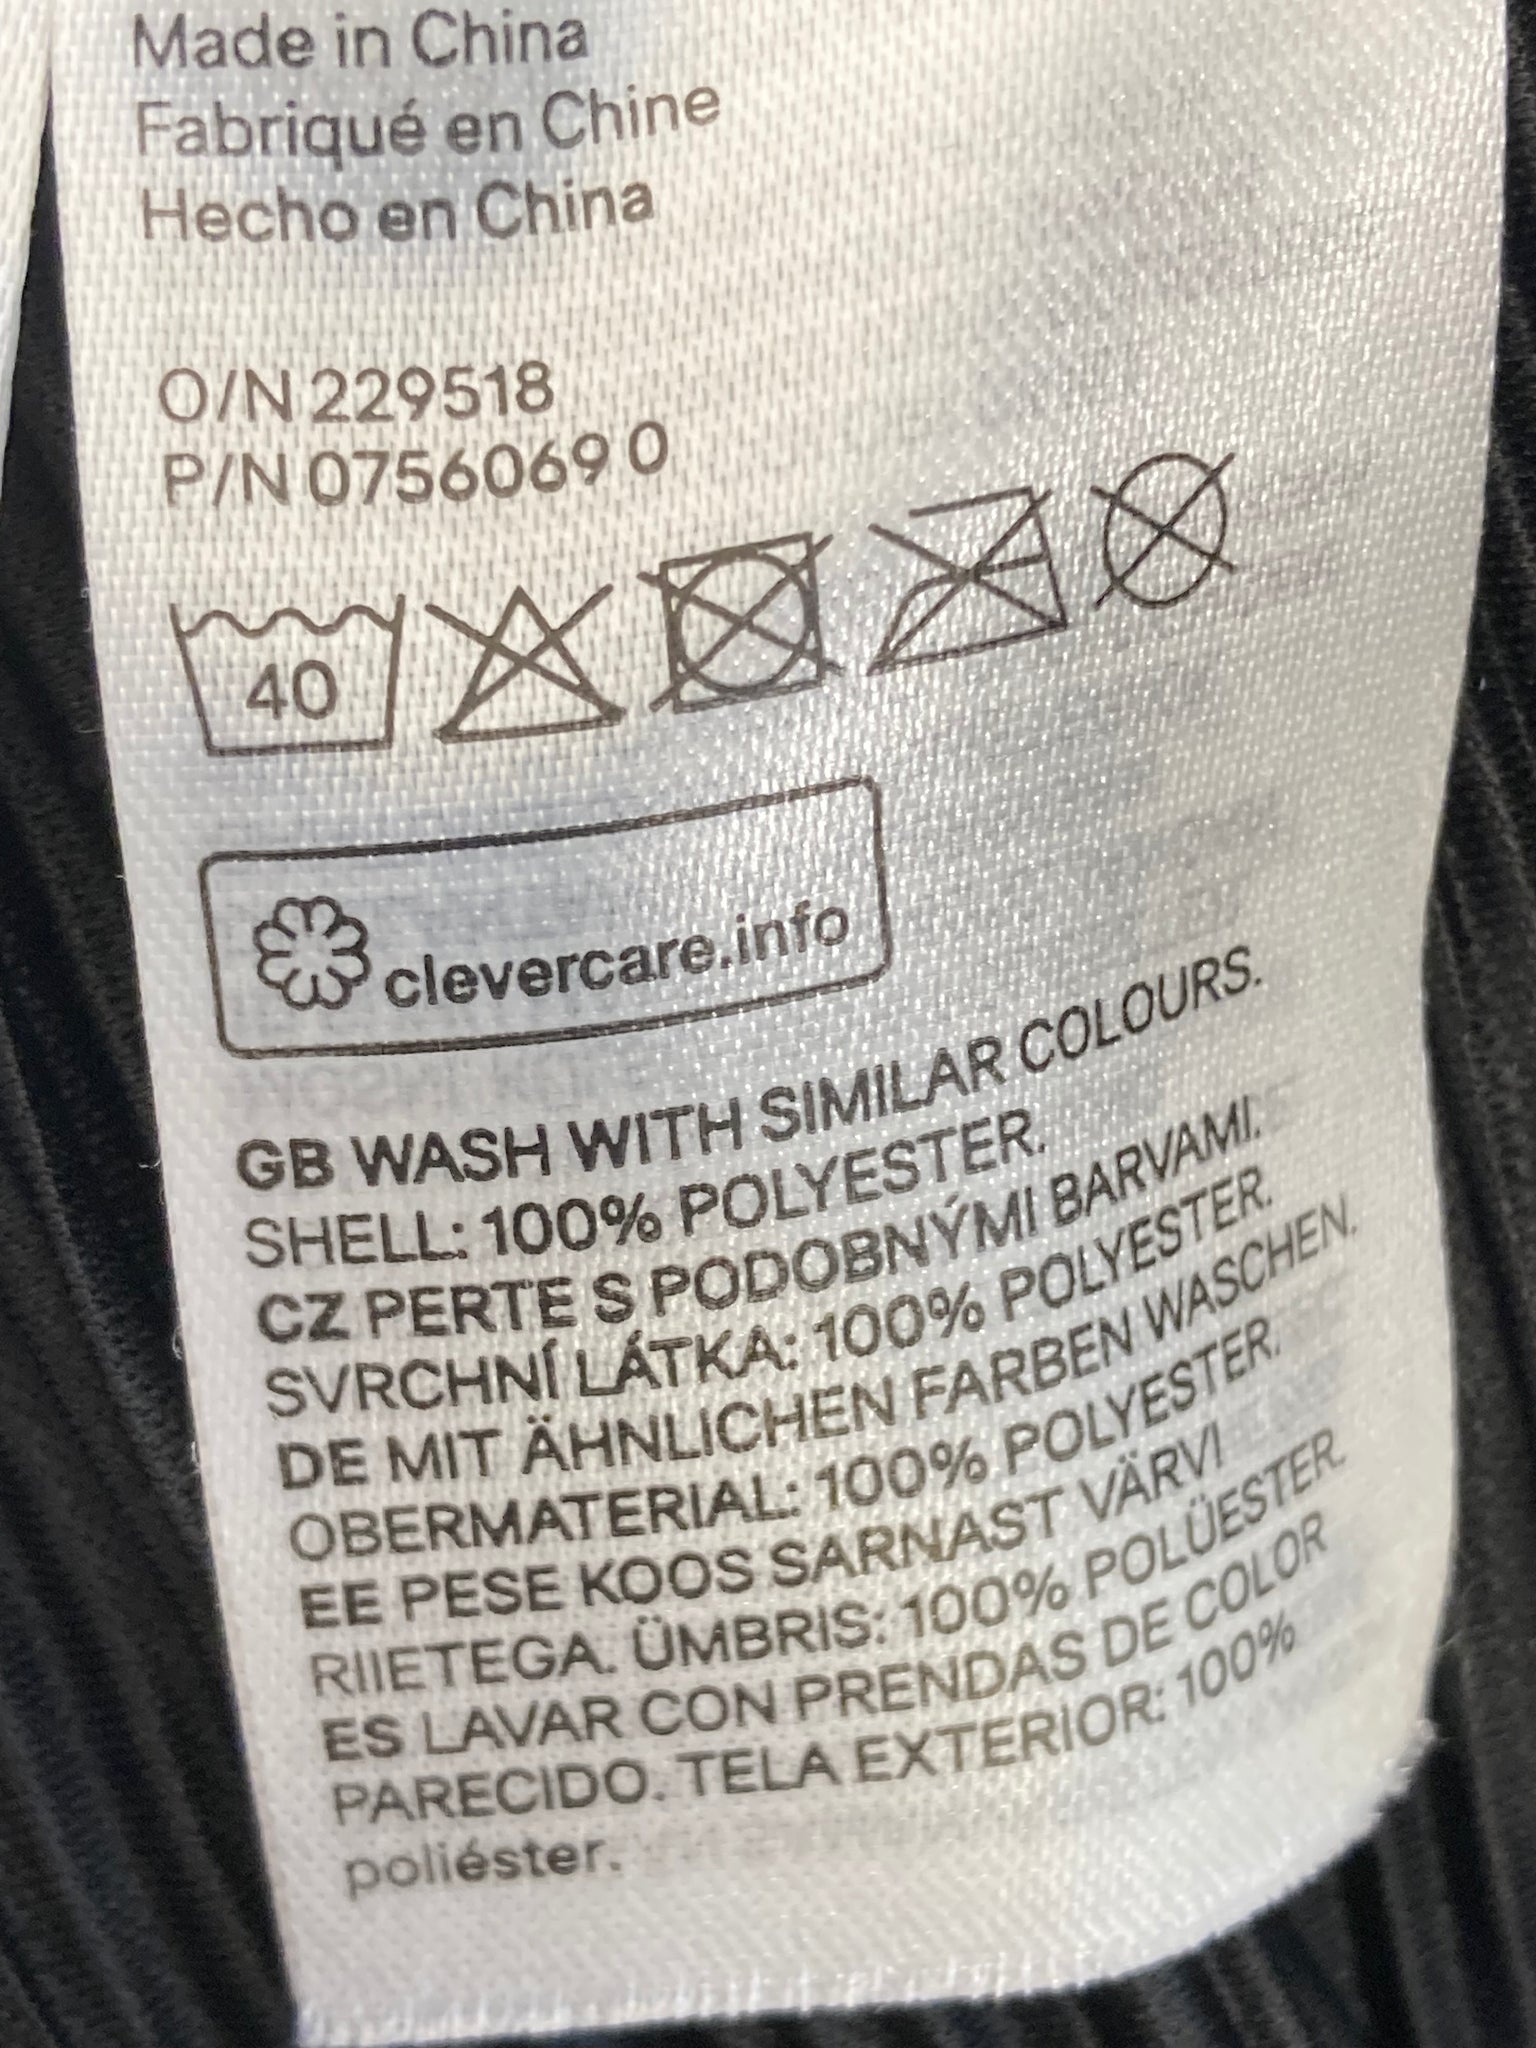 Made in China
Fabriqué en Chine
Hecho en China
O/N 229518
P/N 0756069 0
40
clevercare.info
GB WASH WITH SIMILAR COLOURS.
SHELL: 100% POLYESTER.
CZ PERTE S PODOBNÝMI BARVAMI.
SVRCHNÍ LÁTKA: 100% POLYESTER.
DE MIT ÄHNLICHEN FARBEN WASCHEN.
OBERMATERIAL: 100% POLYESTER.
EE PESE KOOS SARNAST VÄRVI
RIIETEGA. ÜMBRIS: 100% POLÜESTER.
ES LAVAR CON PRENDAS DE COLOR
PARECIDO. TELA EXTERIOR: 100%
poliéster.